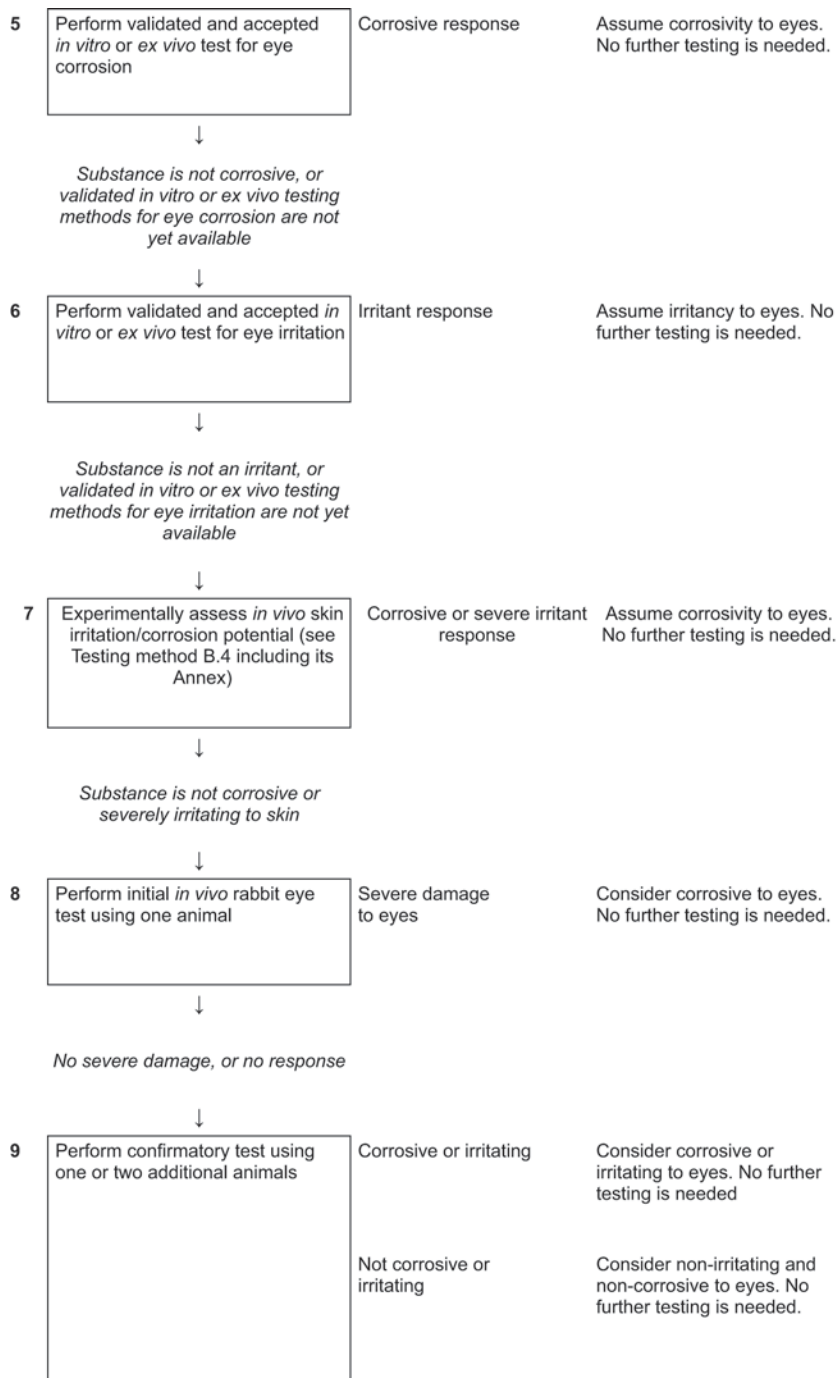 5 Perform validated and accepted Corrosive response Assume corrosivity to eyes.
in vitro or ex vivo test for eye No further testing is needed.
corrosion
↓
Substance is not corrosive, or
validated in vitro or ex vivo testing
methods for eye corrosion are not
yet available
↓
6 Perform validated and accepted in Irritant response Assume irritancy to eyes. No
vitro or ex vivo test for eye irritation further testing is needed.
↓
Substance is not an irritant, or
validated in vitro or ex vivo testing
methods for eye irritation are not yet
available
↓
7 Experimentally assess in vivo skin Corrosive or severe irritant Assume corrosivity to eyes.
irritation/corrosion potential (see response No further testing is needed.
Testing method B.4 including its
Annex)
↓
Substance is not corrosive or
severely irritating to skin
↓
8 Perform initial in vivo rabbit eye Severe damage Consider corrosive to eyes.
test using one animal to eyes No further testing is needed.
↓
No severe damage, or no response
↓
9 Perform confirmatory test using Corrosive or irritating Consider corrosive or
one or two additional animals irritating to eyes. No further
testing is needed
Not corrosive or Consider non-irritating and
irritating non-corrosive to eyes. No
further testing is needed.